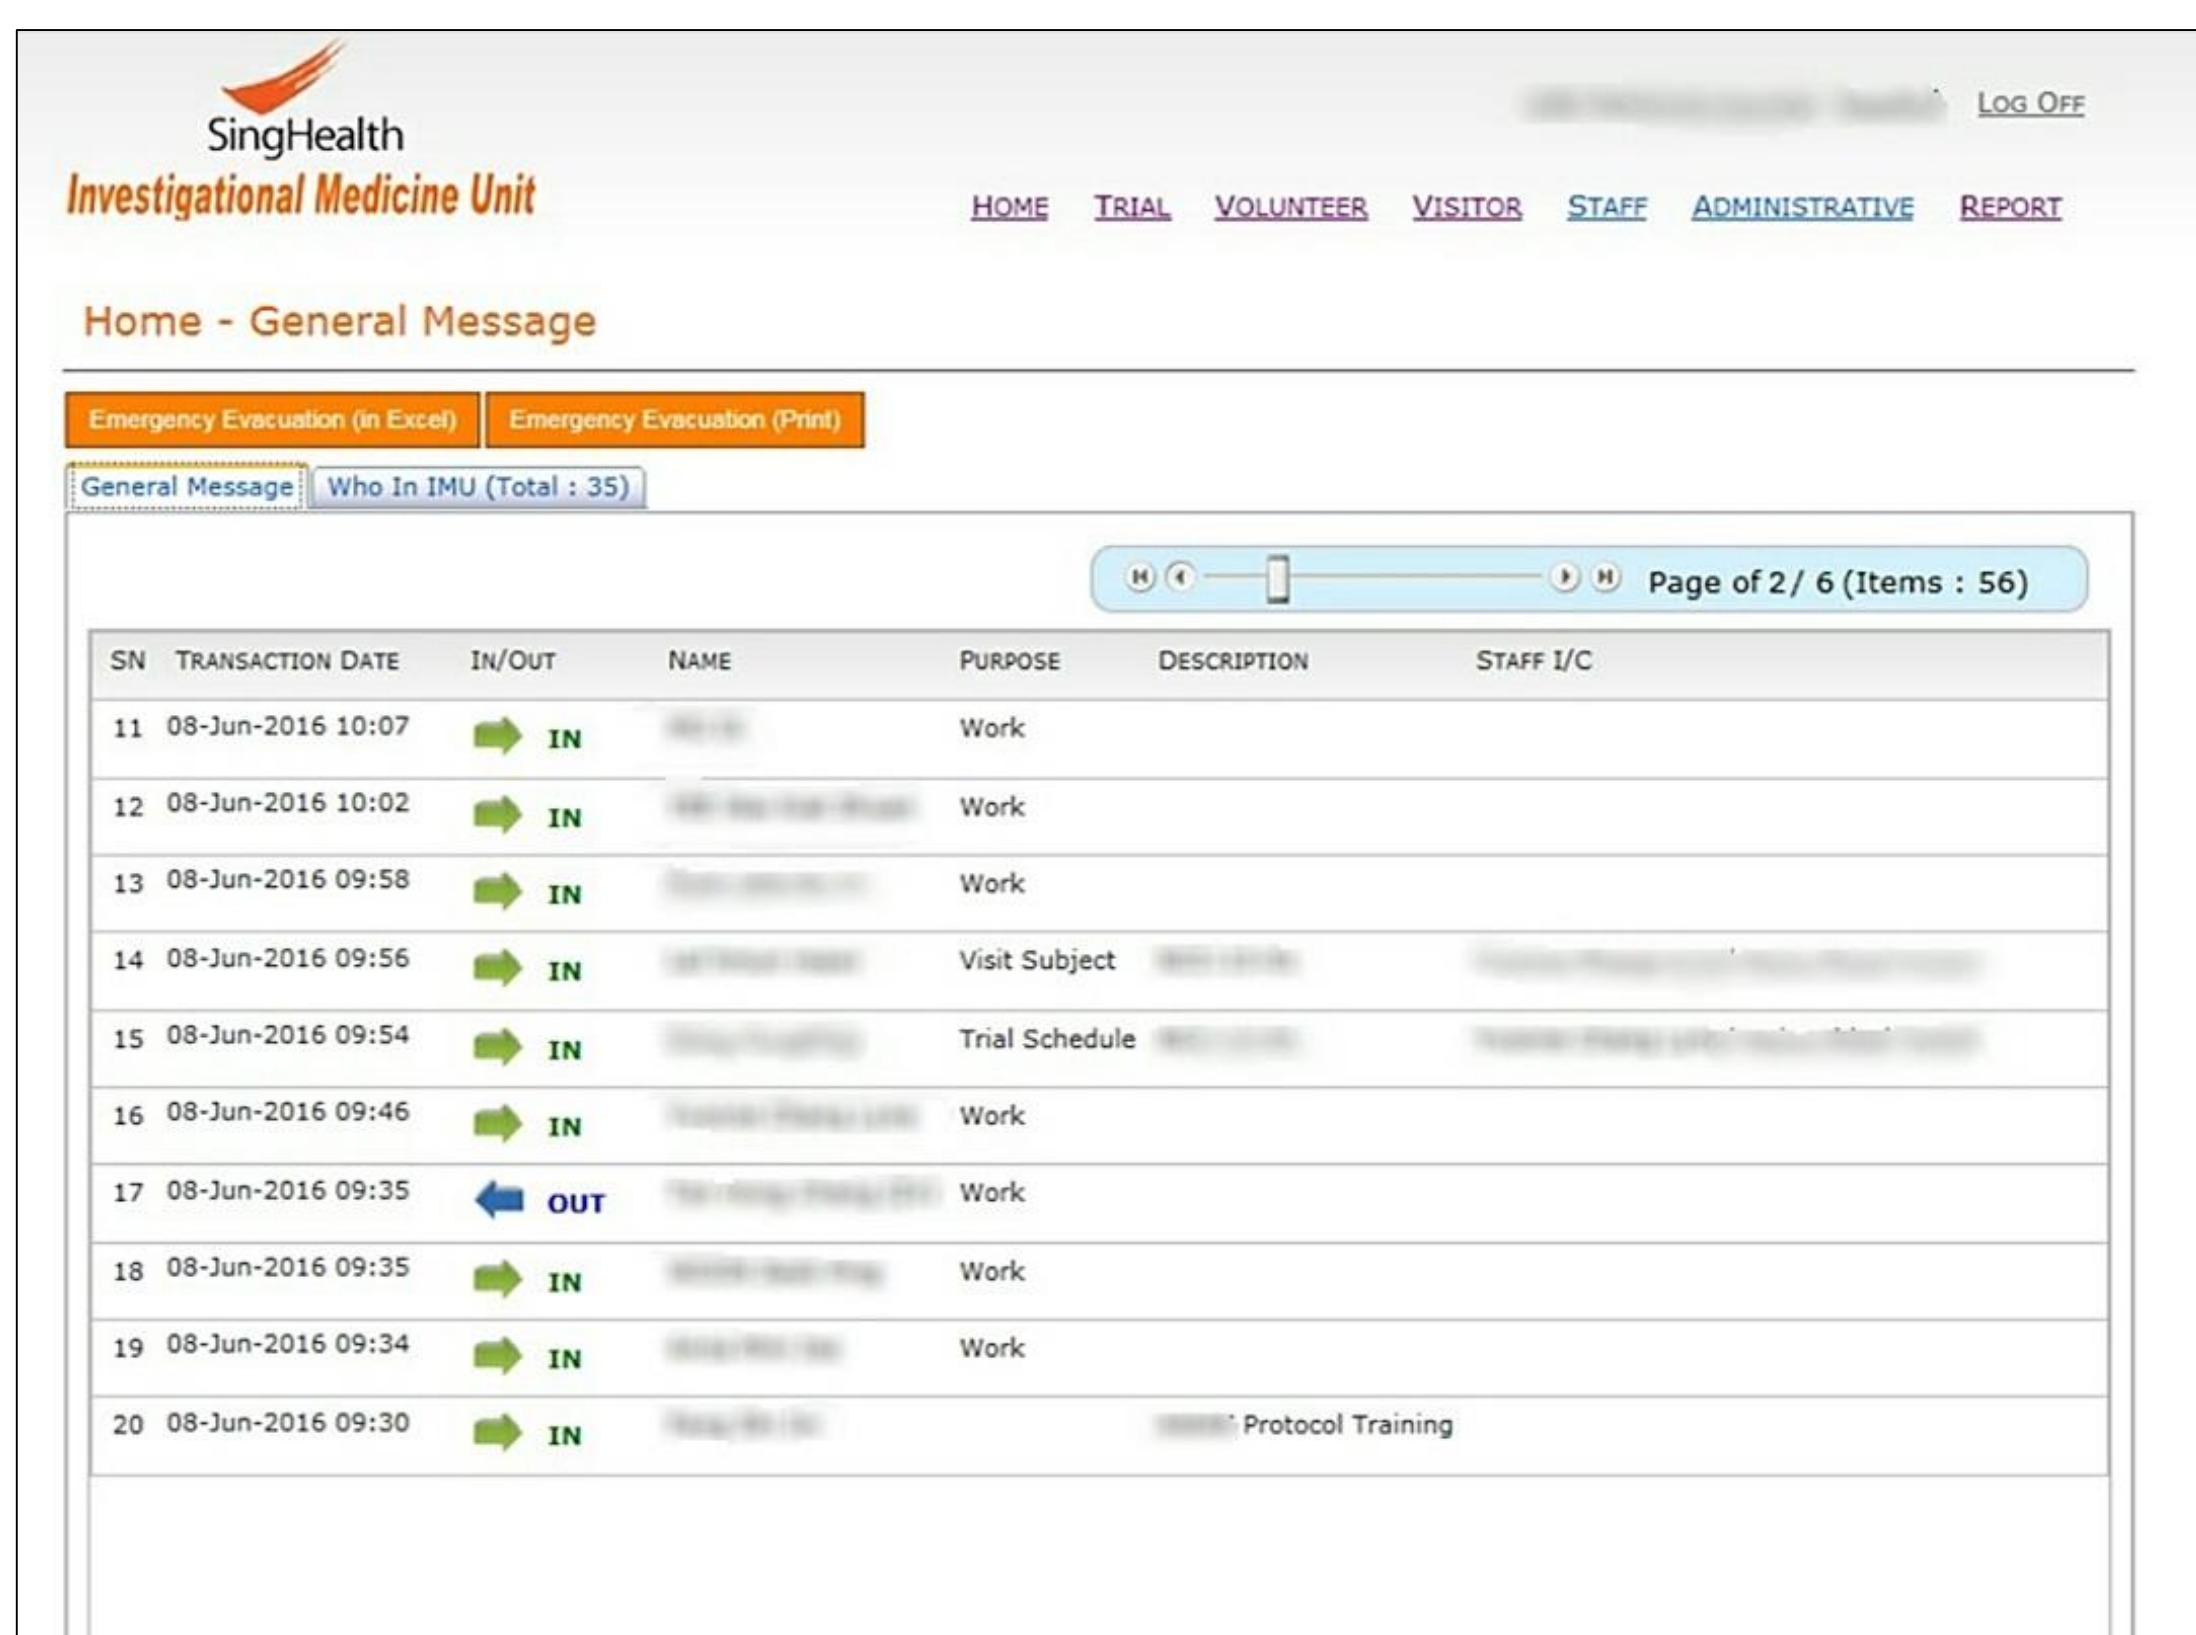 SingHealth
Investigational Medicine Unit
LOG OFF
HOME TRIAL VOLUNTEER VISITOR STAFF ADMINISTRATIVE REPORT
Home - General Message
Emergency Evacuation (in Excel) Emergency Evacuation (Print)
General Message Who In IMU (Total : 35)
Page of 2 / 6 (Items : 56)
SN TRANSACTION DATE IN/OUT NAME PURPOSE DESCRIPTION STAFF I/C
11 08-Jun-2016 10:07 IN Work
12 08-Jun-2016 10:02 IN Work
13 08-Jun-2016 09:58 IN Work
14 08-Jun-2016 09:56 IN Visit Subject
15 08-Jun-2016 09:54 IN Trial Schedule
16 08-Jun-2016 09:46 IN Work
17 08-Jun-2016 09:35 OUT Work
18 08-Jun-2016 09:35 IN Work
19 08-Jun-2016 09:34 IN Work
20 08-Jun-2016 09:30 IN Protocol Training